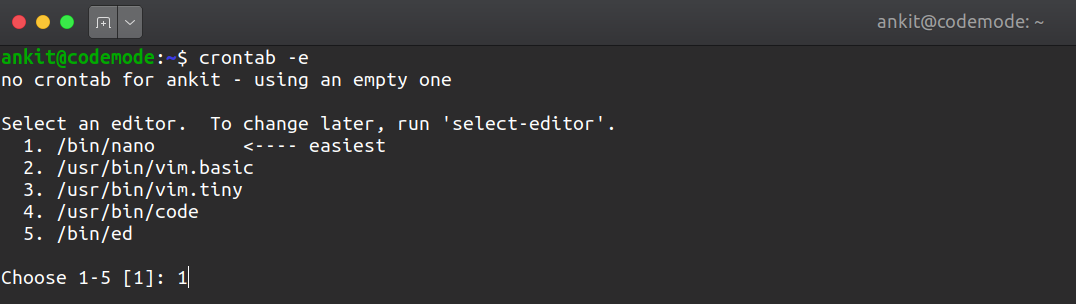 ankit@codemode: ~
ankit@codemode:~$ crontab -e
no crontab for ankit - using an empty one
Select an editor.  To change later, run 'select-editor'.
  1. /bin/nano        <---- easiest
  2. /usr/bin/vim.basic
  3. /usr/bin/vim.tiny
  4. /usr/bin/code
  5. /bin/ed
Choose 1-5 [1]: 1